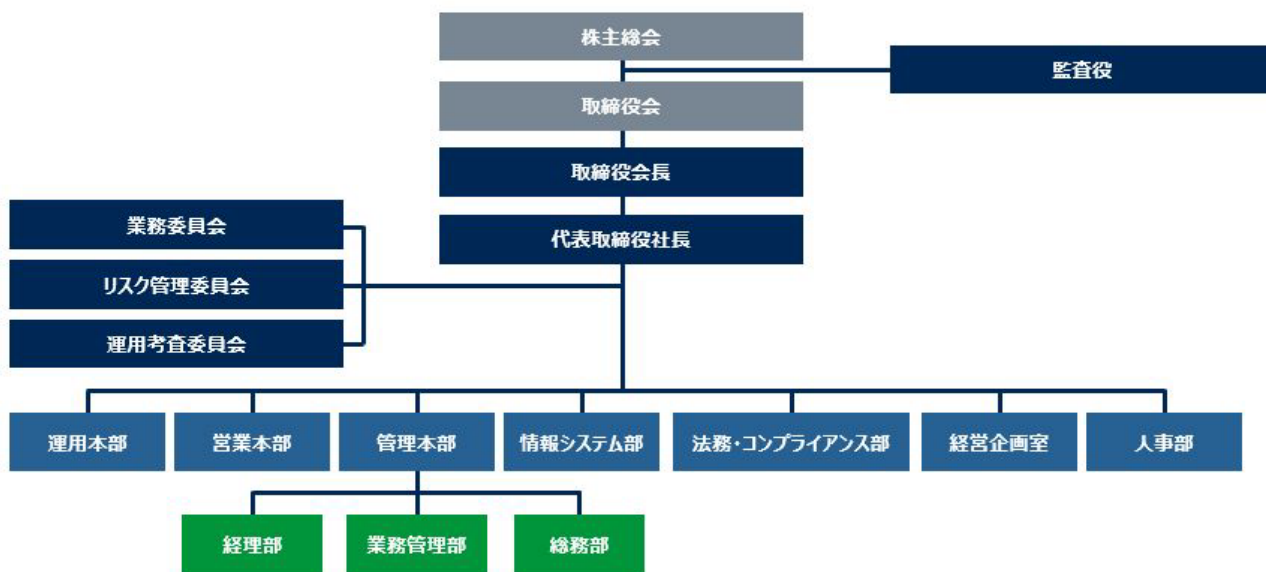 株主総会
監査役
取締役会
取締役会長
代表取締役社長
業務委員会
リスク管理委員会
運用考査委員会
運用本部
営業本部
管理本部
情報システム部
法務・コンプライアンス部
経営企画室
人事部
経理部
業務管理部
総務部